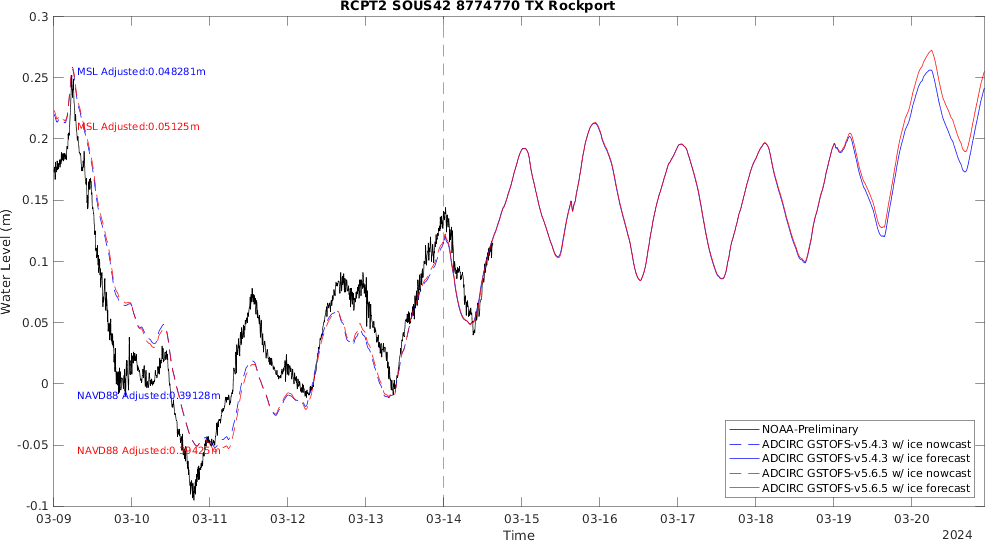 RCPT2 SOUS42 8774770 TX Rockport
0.3
0.25
0.2
0.15
0.1
0.05
0
-0.05
-0.1
Water Level (m)
MSL Adjusted:0.048281m
MSL Adjusted:0.05125m
NAVD88 Adjusted:0.39128m
NAVD88 Adjusted:0.39425m
NOAA-Preliminary
ADCIRC GSTOFS-v5.4.3 w/ ice nowcast
ADCIRC GSTOFS-v5.4.3 w/ ice forecast
ADCIRC GSTOFS-v5.6.5 w/ ice nowcast
ADCIRC GSTOFS-v5.6.5 w/ ice forecast
03-09 03-10 03-11 03-12 03-13 03-14 03-15 03-16 03-17 03-18 03-19 03-20
Time
2024